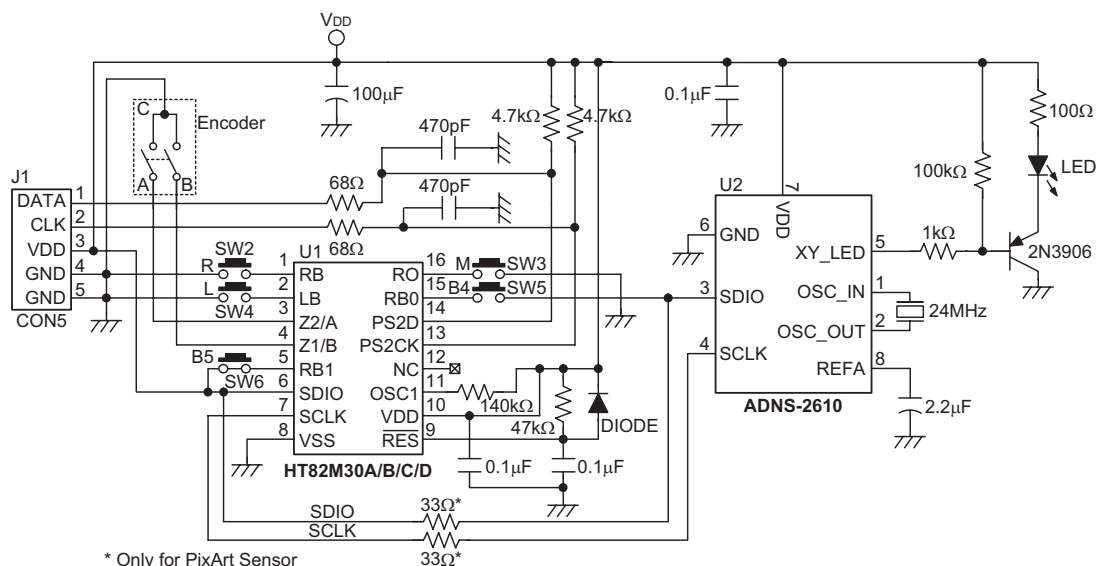 VDD
100µF
0.1µF
4.7kΩ
4.7kΩ
100Ω
C
Encoder
A
B
470pF
470pF
68Ω
68Ω
100kΩ
LED
J1
DATA 1
CLK 2
VDD 3
GND 4
GND 5
CON5
U2
7
VDD
6 GND
XY_LED 5
1kΩ
2N3906
3 SDIO
OSC_IN 1
24MHz
OSC_OUT 2
4 SCLK
REFA 8
ADNS-2610
2.2µF
R SW2
L SW4
B5 SW6
U1
1 RB
2 LB
3 Z2/A
4 Z1/B
5 RB1
6 SDIO
7 SCLK
8 VSS
RO 16
RB0 15
PS2D 14
PS2CK 13
NC 12
OSC1 11
VDD 10
RES 9
M SW3
B4 SW5
140kΩ
47kΩ
DIODE
HT82M30A/B/C/D
0.1µF
0.1µF
SDIO 33Ω*
SCLK 33Ω*
* Only for PixArt Sensor